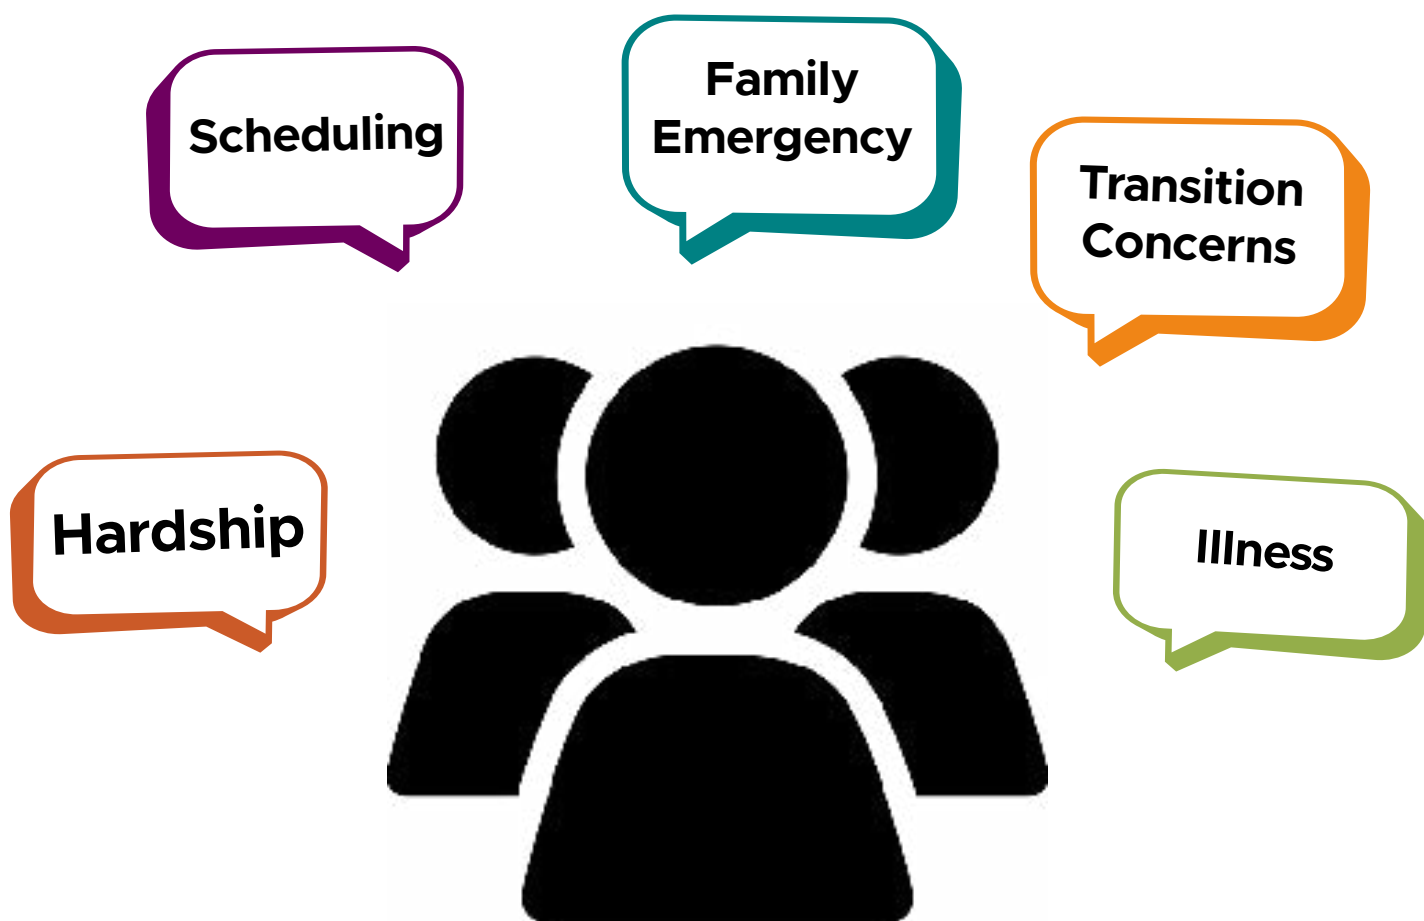 Scheduling
Family
Emergency
Transition
Concerns
Hardship
Illness